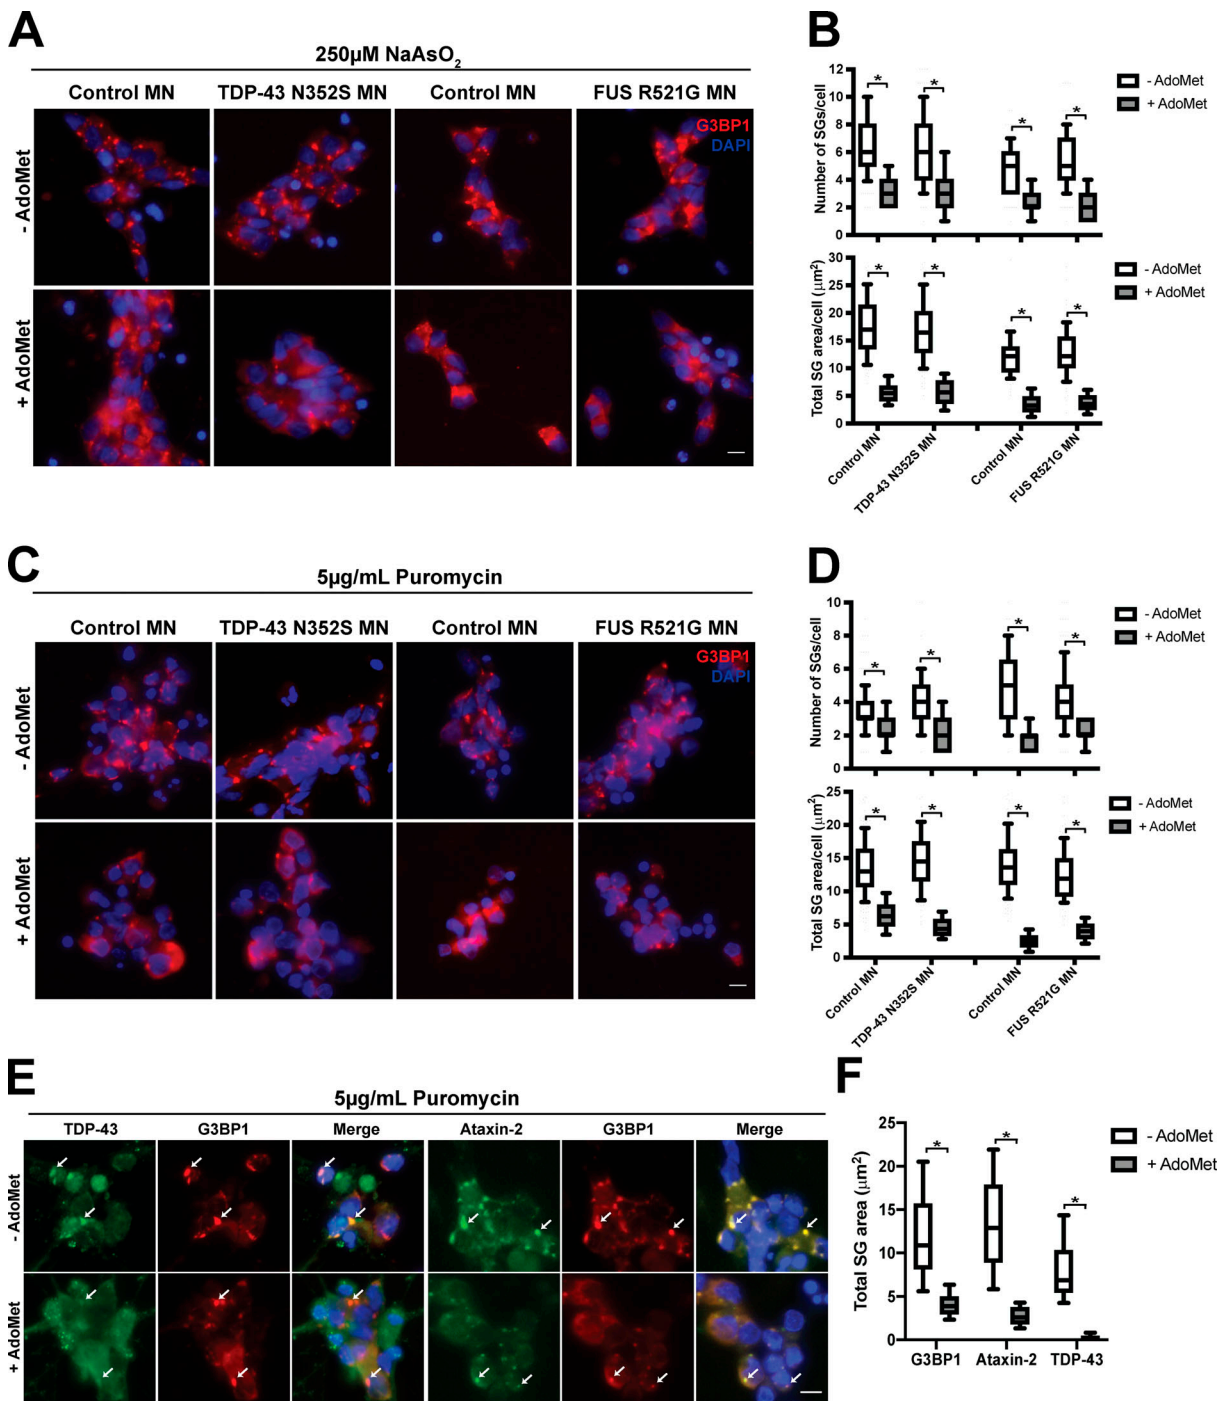 A
250µM NaAsO₂
Control MN TDP-43 N352S MN Control MN FUS R521G MN
G3BP1
DAPI
- AdoMet
+ AdoMet
B
Number of SGs/cell
12
10
8
6
4
2
0
* * * *
- AdoMet
+ AdoMet
Total SG area/cell (µm²)
30
25
20
15
10
5
0
* * * *
- AdoMet
+ AdoMet
Control MN
TDP-43 N352S MN
Control MN
FUS R521G MN
C
5µg/mL Puromycin
Control MN TDP-43 N352S MN Control MN FUS R521G MN
G3BP1
DAPI
- AdoMet
+ AdoMet
D
Number of SGs/cell
10
8
6
4
2
0
* * * *
- AdoMet
+ AdoMet
Total SG area/cell (µm²)
25
20
15
10
5
0
* * * *
- AdoMet
+ AdoMet
Control MN
TDP-43 N352S MN
Control MN
FUS R521G MN
E
5µg/mL Puromycin
TDP-43 G3BP1 Merge Ataxin-2 G3BP1 Merge
- AdoMet
+ AdoMet
F
Total SG area (µm²)
25
20
15
10
5
0
* * *
- AdoMet
+ AdoMet
G3BP1 Ataxin-2 TDP-43